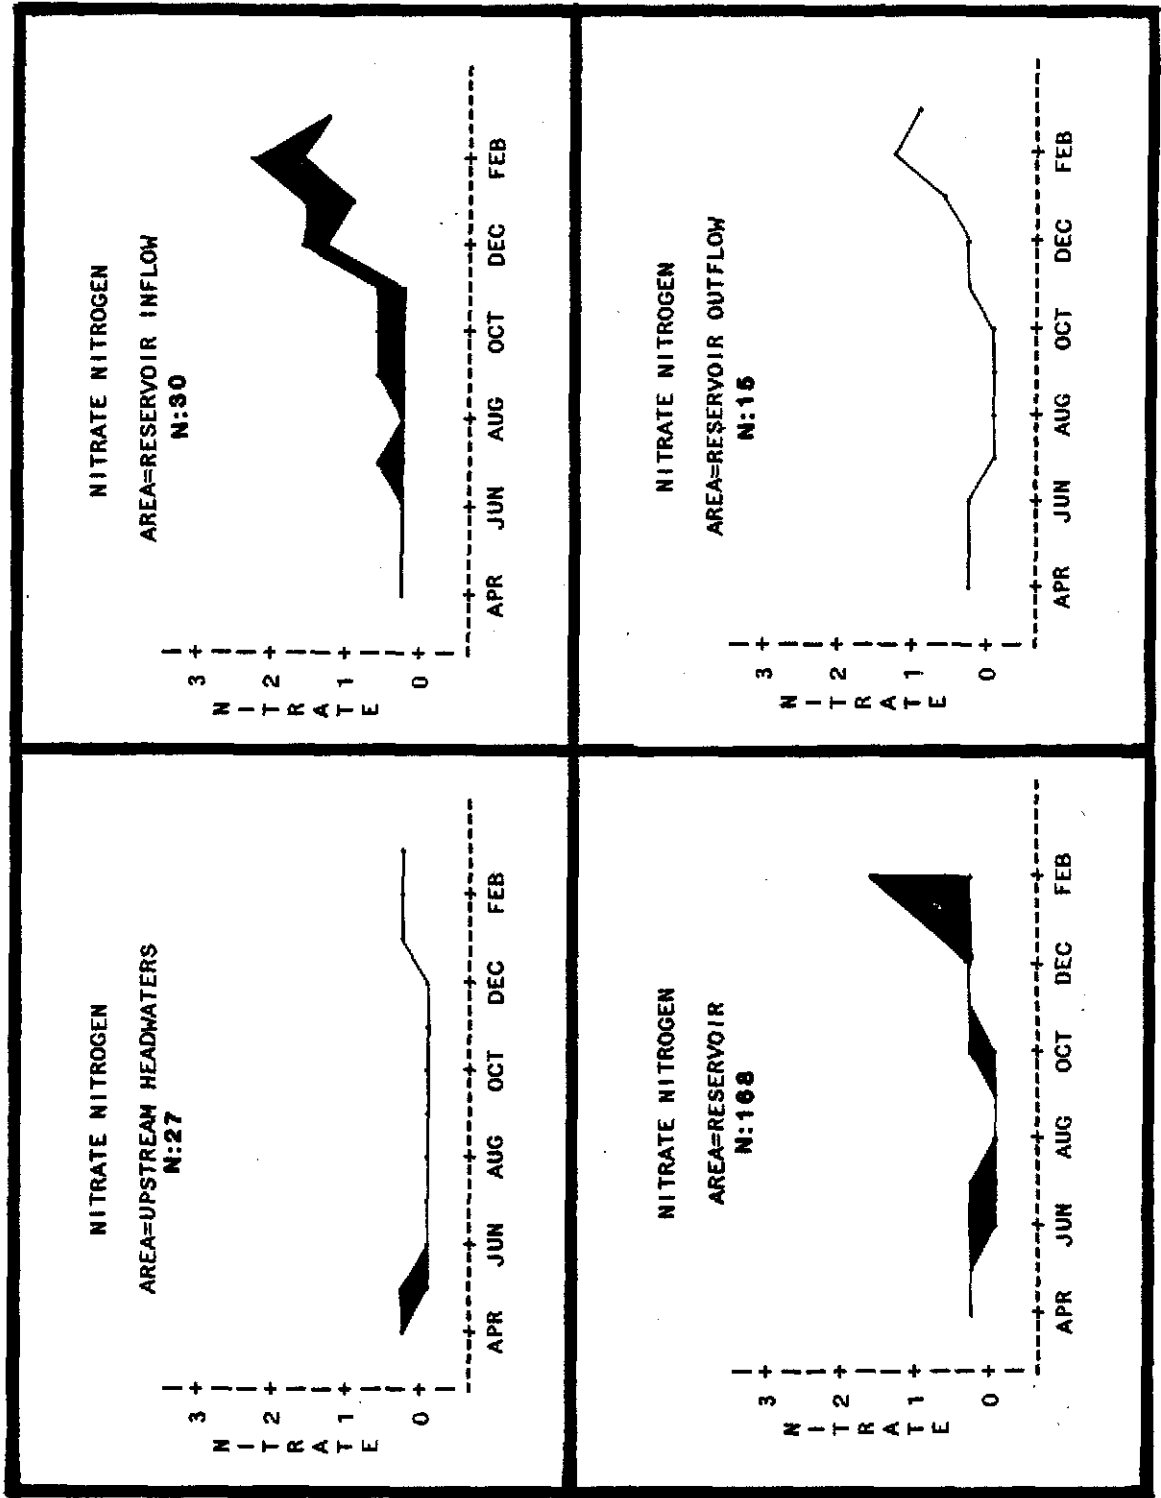 NITRATE NITROGEN
AREA=UPSTREAM HEADWATERS
N:27
3
2
1
0
NITRATE
APR JUN AUG OCT DEC FEB
NITRATE NITROGEN
AREA=RESERVOIR INFLOW
N:30
3
2
1
0
NITRATE
APR JUN AUG OCT DEC FEB
NITRATE NITROGEN
AREA=RESERVOIR
N:168
3
2
1
0
NITRATE
APR JUN AUG OCT DEC FEB
NITRATE NITROGEN
AREA=RESERVOIR OUTFLOW
N:15
3
2
1
0
NITRATE
APR JUN AUG OCT DEC FEB